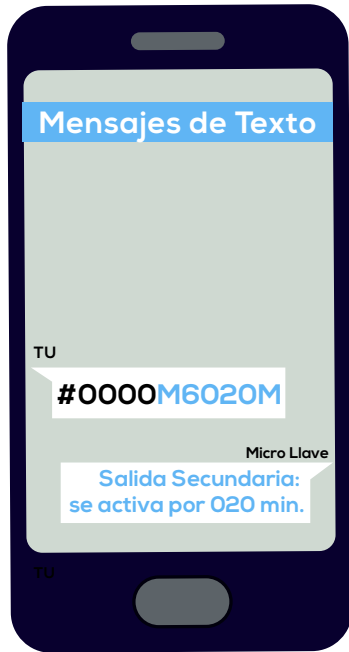 Mensajes de Texto
TU
#0000M6020M
Micro Llave
Salida Secundaria:
se activa por 020 min.
TU